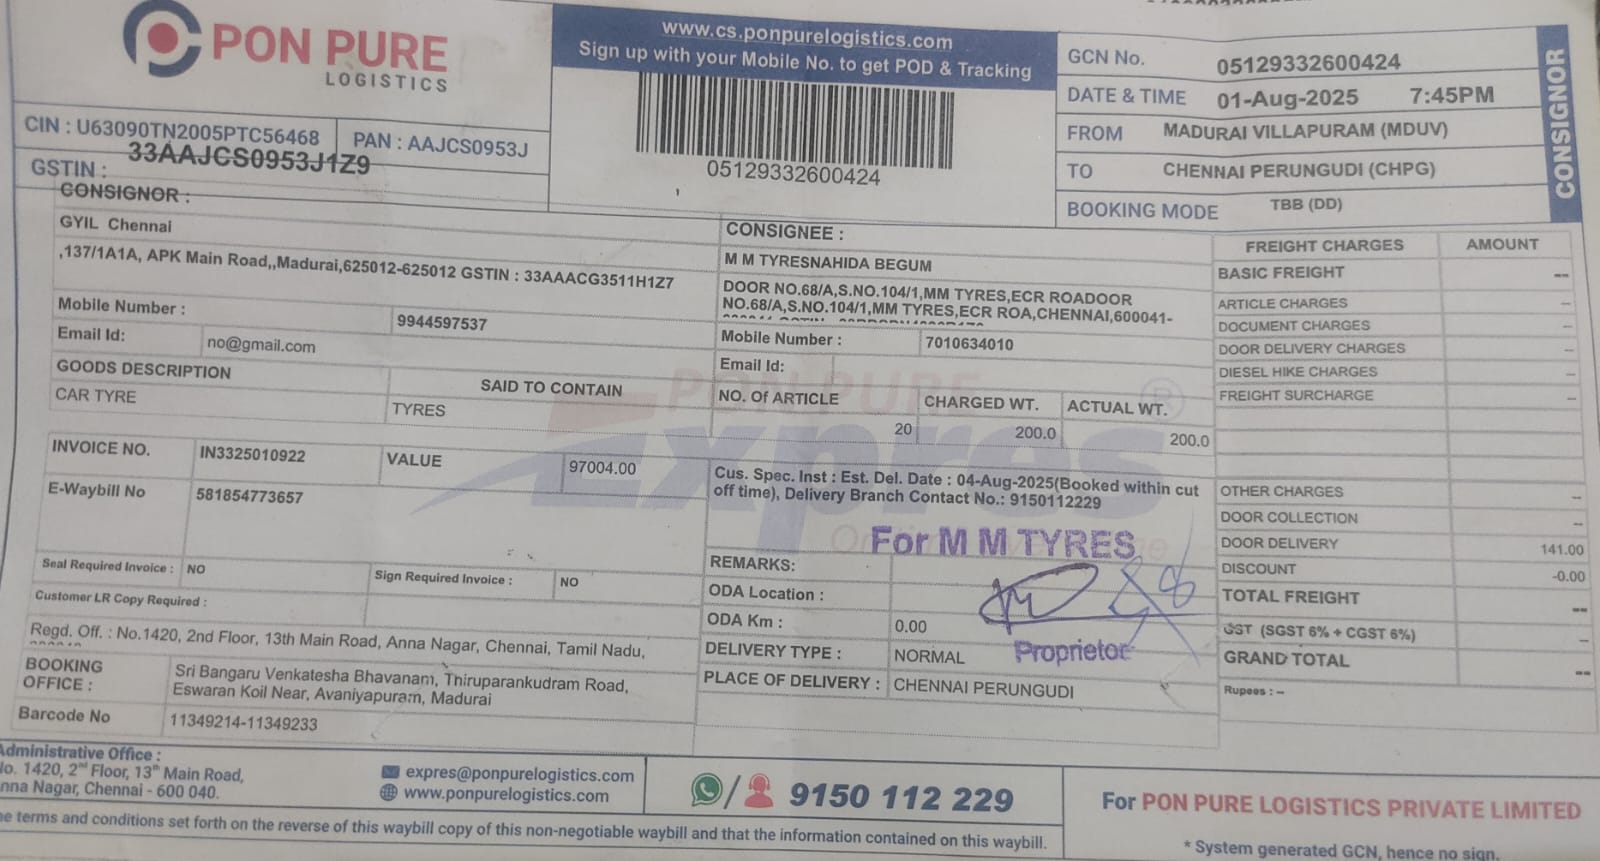 PON PURE
LOGISTICS
CIN : U63090TN2005PTC56468
PAN : AAJCS0953J
GSTIN :
33AAJCS0953J1Z9
www.cs.ponpurelogistics.com
Sign up with your Mobile No. to get POD & Tracking
05129332600424
GCN No. 05129332600424
DATE & TIME 01-Aug-2025 7:45PM
FROM MADURAI VILLAPURAM (MDUV)
TO CHENNAI PERUNGUDI (CHPG)
BOOKING MODE TBB (DD)
CONSIGNOR
CONSIGNOR :
GYIL Chennai
,137/1A1A, APK Main Road,,Madurai,625012-625012 GSTIN : 33AAACG3511H1Z7
Mobile Number : 9944597537
Email Id: no@gmail.com
GOODS DESCRIPTION SAID TO CONTAIN
CAR TYRE TYRES
CONSIGNEE :
M M TYRESNAHIDA BEGUM
DOOR NO.68/A,S.NO.104/1,MM TYRES,ECR ROADOOR
NO.68/A,S.NO.104/1,MM TYRES,ECR ROA,CHENNAI,600041-
Mobile Number : 7010634010
Email Id:
NO. Of ARTICLE CHARGED WT. ACTUAL WT.
20 200.0 200.0
FREIGHT CHARGES AMOUNT
BASIC FREIGHT --
ARTICLE CHARGES --
DOCUMENT CHARGES --
DOOR DELIVERY CHARGES --
DIESEL HIKE CHARGES --
FREIGHT SURCHARGE --
OTHER CHARGES --
DOOR COLLECTION --
DOOR DELIVERY 141.00
DISCOUNT -0.00
TOTAL FREIGHT --
GST (SGST 6% + CGST 6%) --
GRAND TOTAL --
Rupees : --
INVOICE NO. IN3325010922 VALUE 97004.00
E-Waybill No 581854773657
Seal Required Invoice : NO Sign Required Invoice : NO
Customer LR Copy Required :
Cus. Spec. Inst : Est. Del. Date : 04-Aug-2025(Booked within cut
off time), Delivery Branch Contact No.: 9150112229
PON PURE
Expres
®
For M M TYRES
Proprietor
REMARKS:
ODA Location :
ODA Km : 0.00
DELIVERY TYPE : NORMAL
PLACE OF DELIVERY : CHENNAI PERUNGUDI
Regd. Off. : No.1420, 2nd Floor, 13th Main Road, Anna Nagar, Chennai, Tamil Nadu,
BOOKING
OFFICE :
Sri Bangaru Venkatesha Bhavanam, Thiruparankudram Road,
Eswaran Koil Near, Avaniyapuram, Madurai
Barcode No 11349214-11349233
Administrative Office :
No. 1420, 2nd Floor, 13th Main Road,
Anna Nagar, Chennai - 600 040.
expres@ponpurelogistics.com
www.ponpurelogistics.com
/ 9150 112 229
For PON PURE LOGISTICS PRIVATE LIMITED
* System generated GCN, hence no sign.
terms and conditions set forth on the reverse of this waybill copy of this non-negotiable waybill and that the information contained on this waybill.